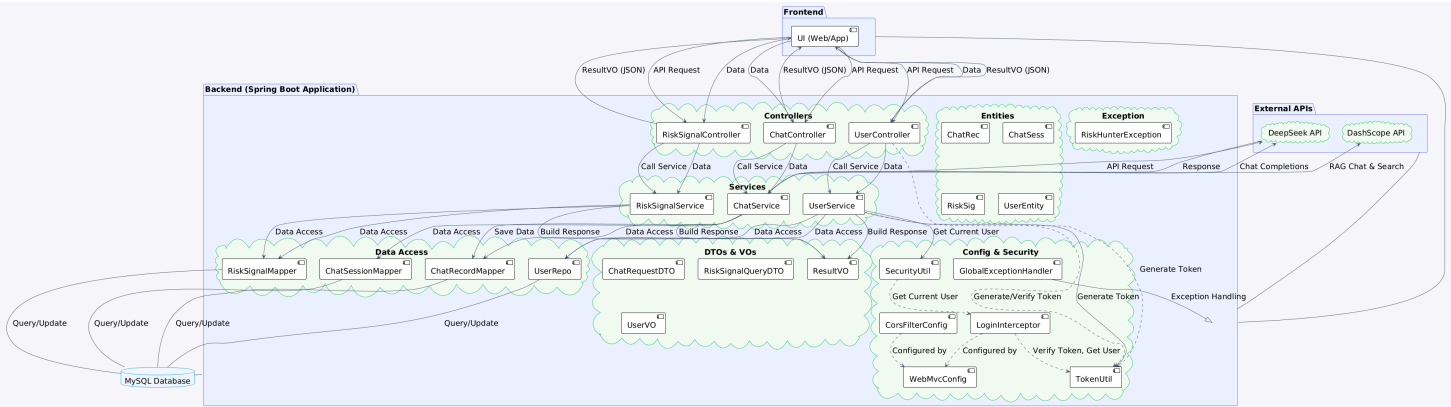 Frontend
UI (Web/App)
ResultVO (JSON)
API Request
Data
Data
ResultVO (JSON)
API Request
API Request
Data
ResultVO (JSON)
Backend (Spring Boot Application)
Controllers
RiskSignalController
ChatController
UserController
Entities
ChatRec
ChatSess
RiskSig
UserEntity
Exception
RiskHunterException
External APIs
DeepSeek API
DashScope API
Call Service
Data
Call Service
Data
Call Service
Data
API Request
Response
Chat Completions
RAG Chat & Search
Services
RiskSignalService
ChatService
UserService
Data Access
Data Access
Data Access
Save Data
Build Response
Data Access
Build Response
Data Access
Data Access
Build Response
Get Current User
Data Access
RiskSignalMapper
ChatSessionMapper
ChatRecordMapper
UserRepo
DTOs & VOs
ChatRequestDTO
RiskSignalQueryDTO
ResultVO
UserVO
Config & Security
SecurityUtil
GlobalExceptionHandler
Generate Token
Get Current User
Generate/Verify Token
Generate Token
Exception Handling
CorsFilterConfig
LoginInterceptor
Configured by
Configured by
Verify Token, Get User
WebMvcConfig
TokenUtil
Query/Update
Query/Update
Query/Update
Query/Update
MySQL Database